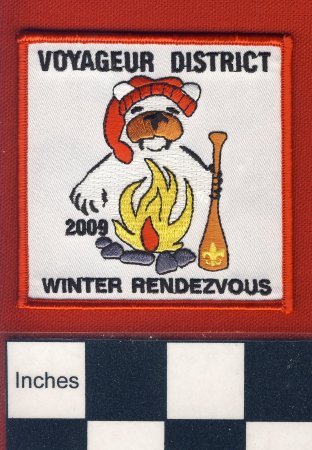 VOYAGEUR DISTRICT
2009
WINTER RENDEZVOUS
Inches